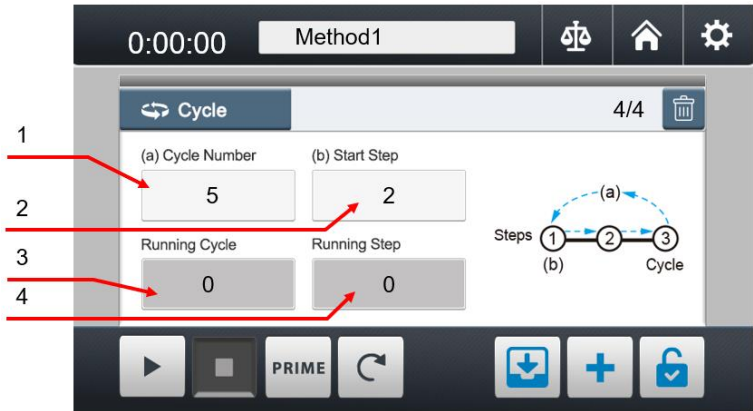 0:00:00 Method1
Cycle 4/4
1
(a) Cycle Number (b) Start Step
5 2
2
(a)
Steps 1 2 3
(b) Cycle
Running Cycle Running Step
3
0 0
4
PRIME